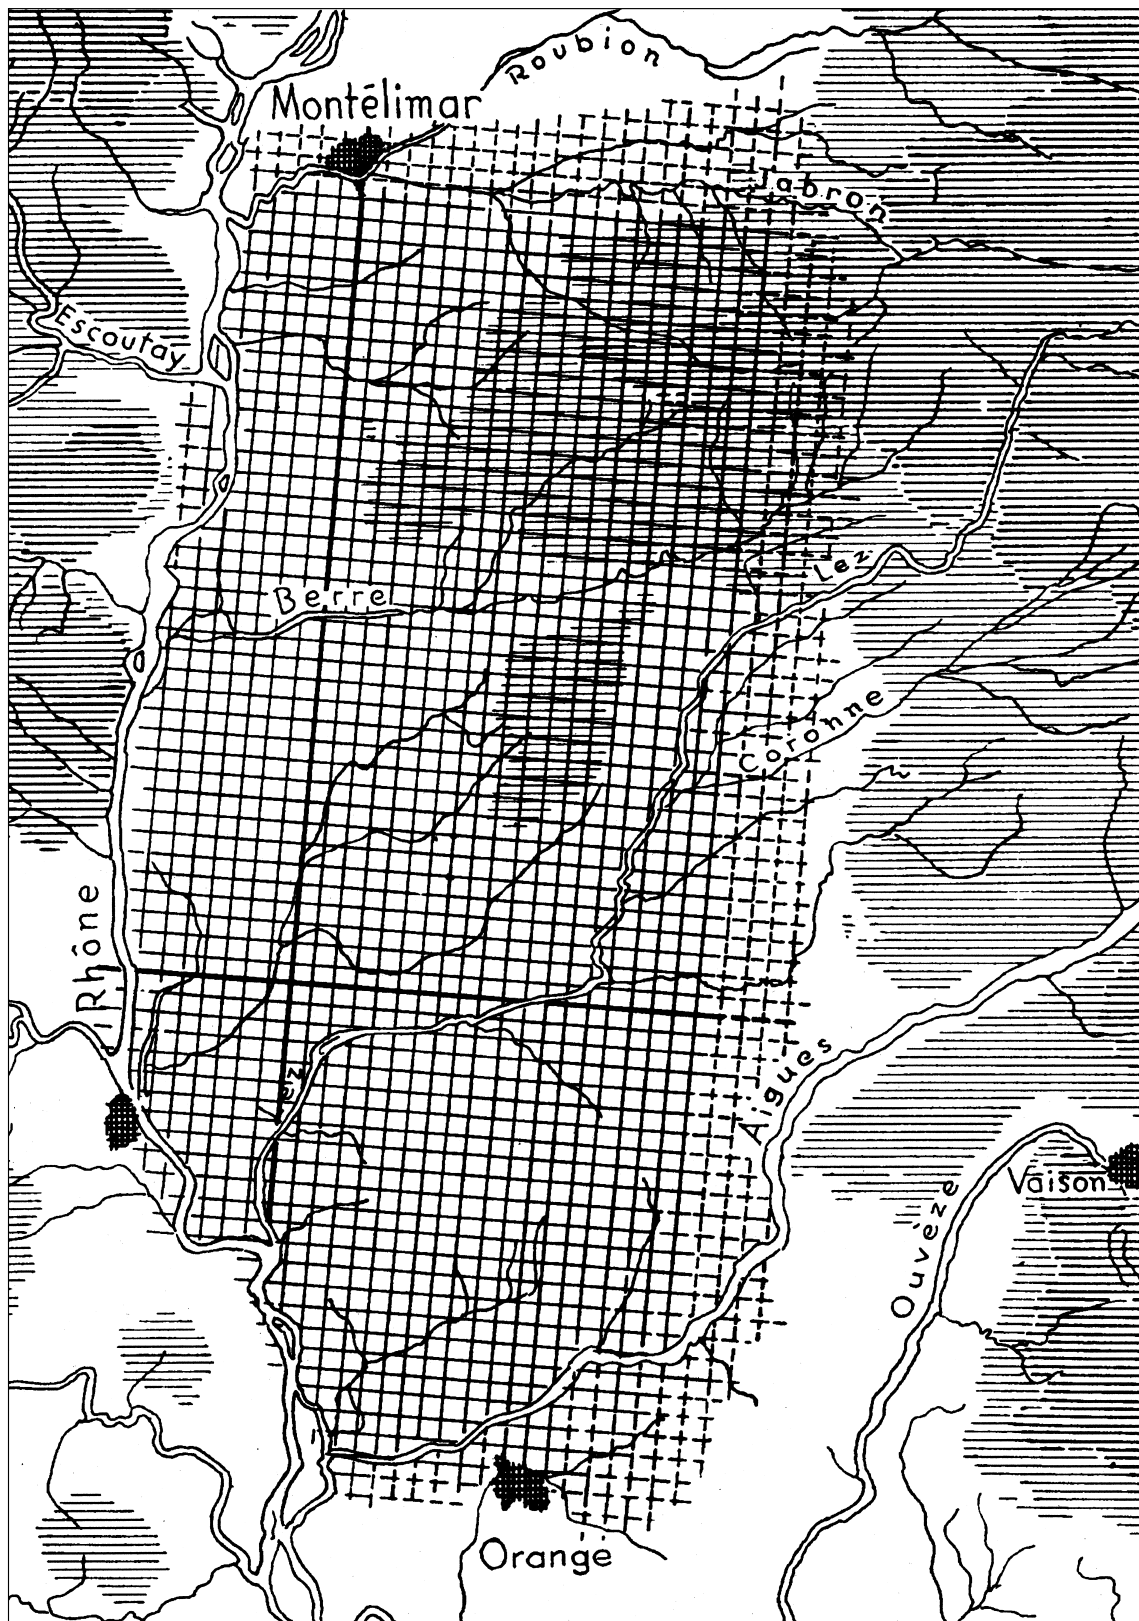 Roubion
Montélimar
Jabron
Escoutay
Berre
Lez
Coronne
Rhône
Lez
Aigues
Vaison
Ouvèze
Orange